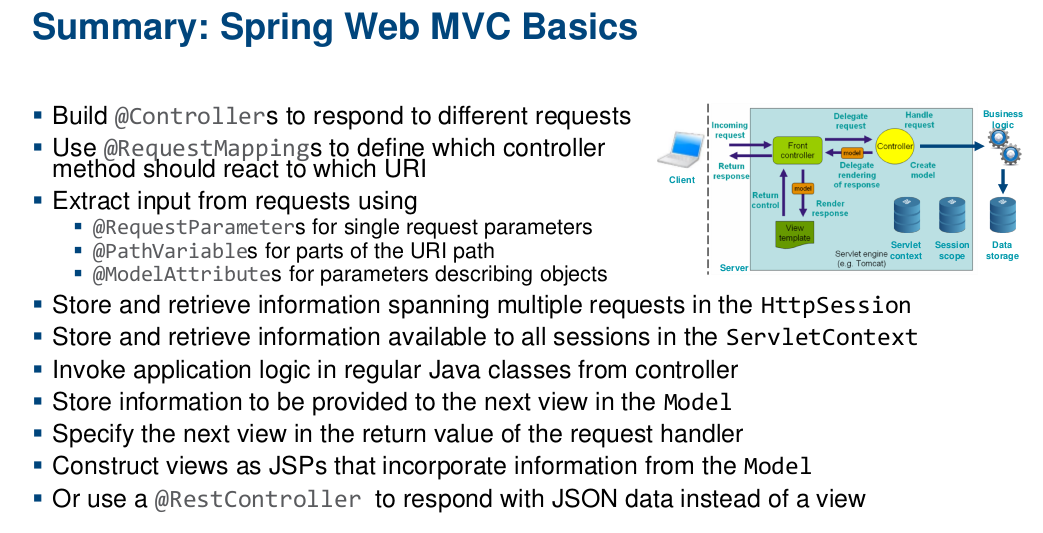 Summary: Spring Web MVC Basics
▪ Build @Controllers to respond to different requests
▪ Use @RequestMappings to define which controller
method should react to which URI
▪ Extract input from requests using
▪ @RequestParameters for single request parameters
▪ @PathVariables for parts of the URI path
▪ @ModelAttributes for parameters describing objects
▪ Store and retrieve information spanning multiple requests in the HttpSession
▪ Store and retrieve information available to all sessions in the ServletContext
▪ Invoke application logic in regular Java classes from controller
▪ Store information to be provided to the next view in the Model
▪ Specify the next view in the return value of the request handler
▪ Construct views as JSPs that incorporate information from the Model
▪ Or use a @RestController to respond with JSON data instead of a view
Client
Incoming
request
Return
response
Server
Front
controller
Delegate
request
model
Delegate
rendering
of response
Handle
request
Controller
Create
model
Business
logic
Return
control
model
Render
response
View
template
Servlet engine
(e.g. Tomcat)
Servlet
context
Session
scope
Data
storage